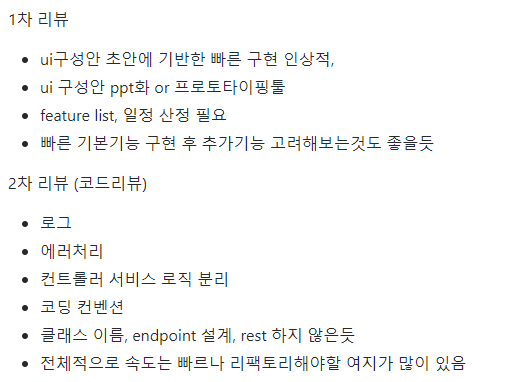 1차 리뷰
ui구성안 초안에 기반한 빠른 구현 인상적,
ui 구성안 ppt화 or 프로토타이핑툴
feature list, 일정 산정 필요
빠른 기본기능 구현 후 추가기능 고려해보는것도 좋을듯
2차 리뷰 (코드리뷰)
로그
에러처리
컨트롤러 서비스 로직 분리
코딩 컨벤션
클래스 이름, endpoint 설계, rest 하지 않은듯
전체적으로 속도는 빠르나 리팩토리해야할 여지가 많이 있음